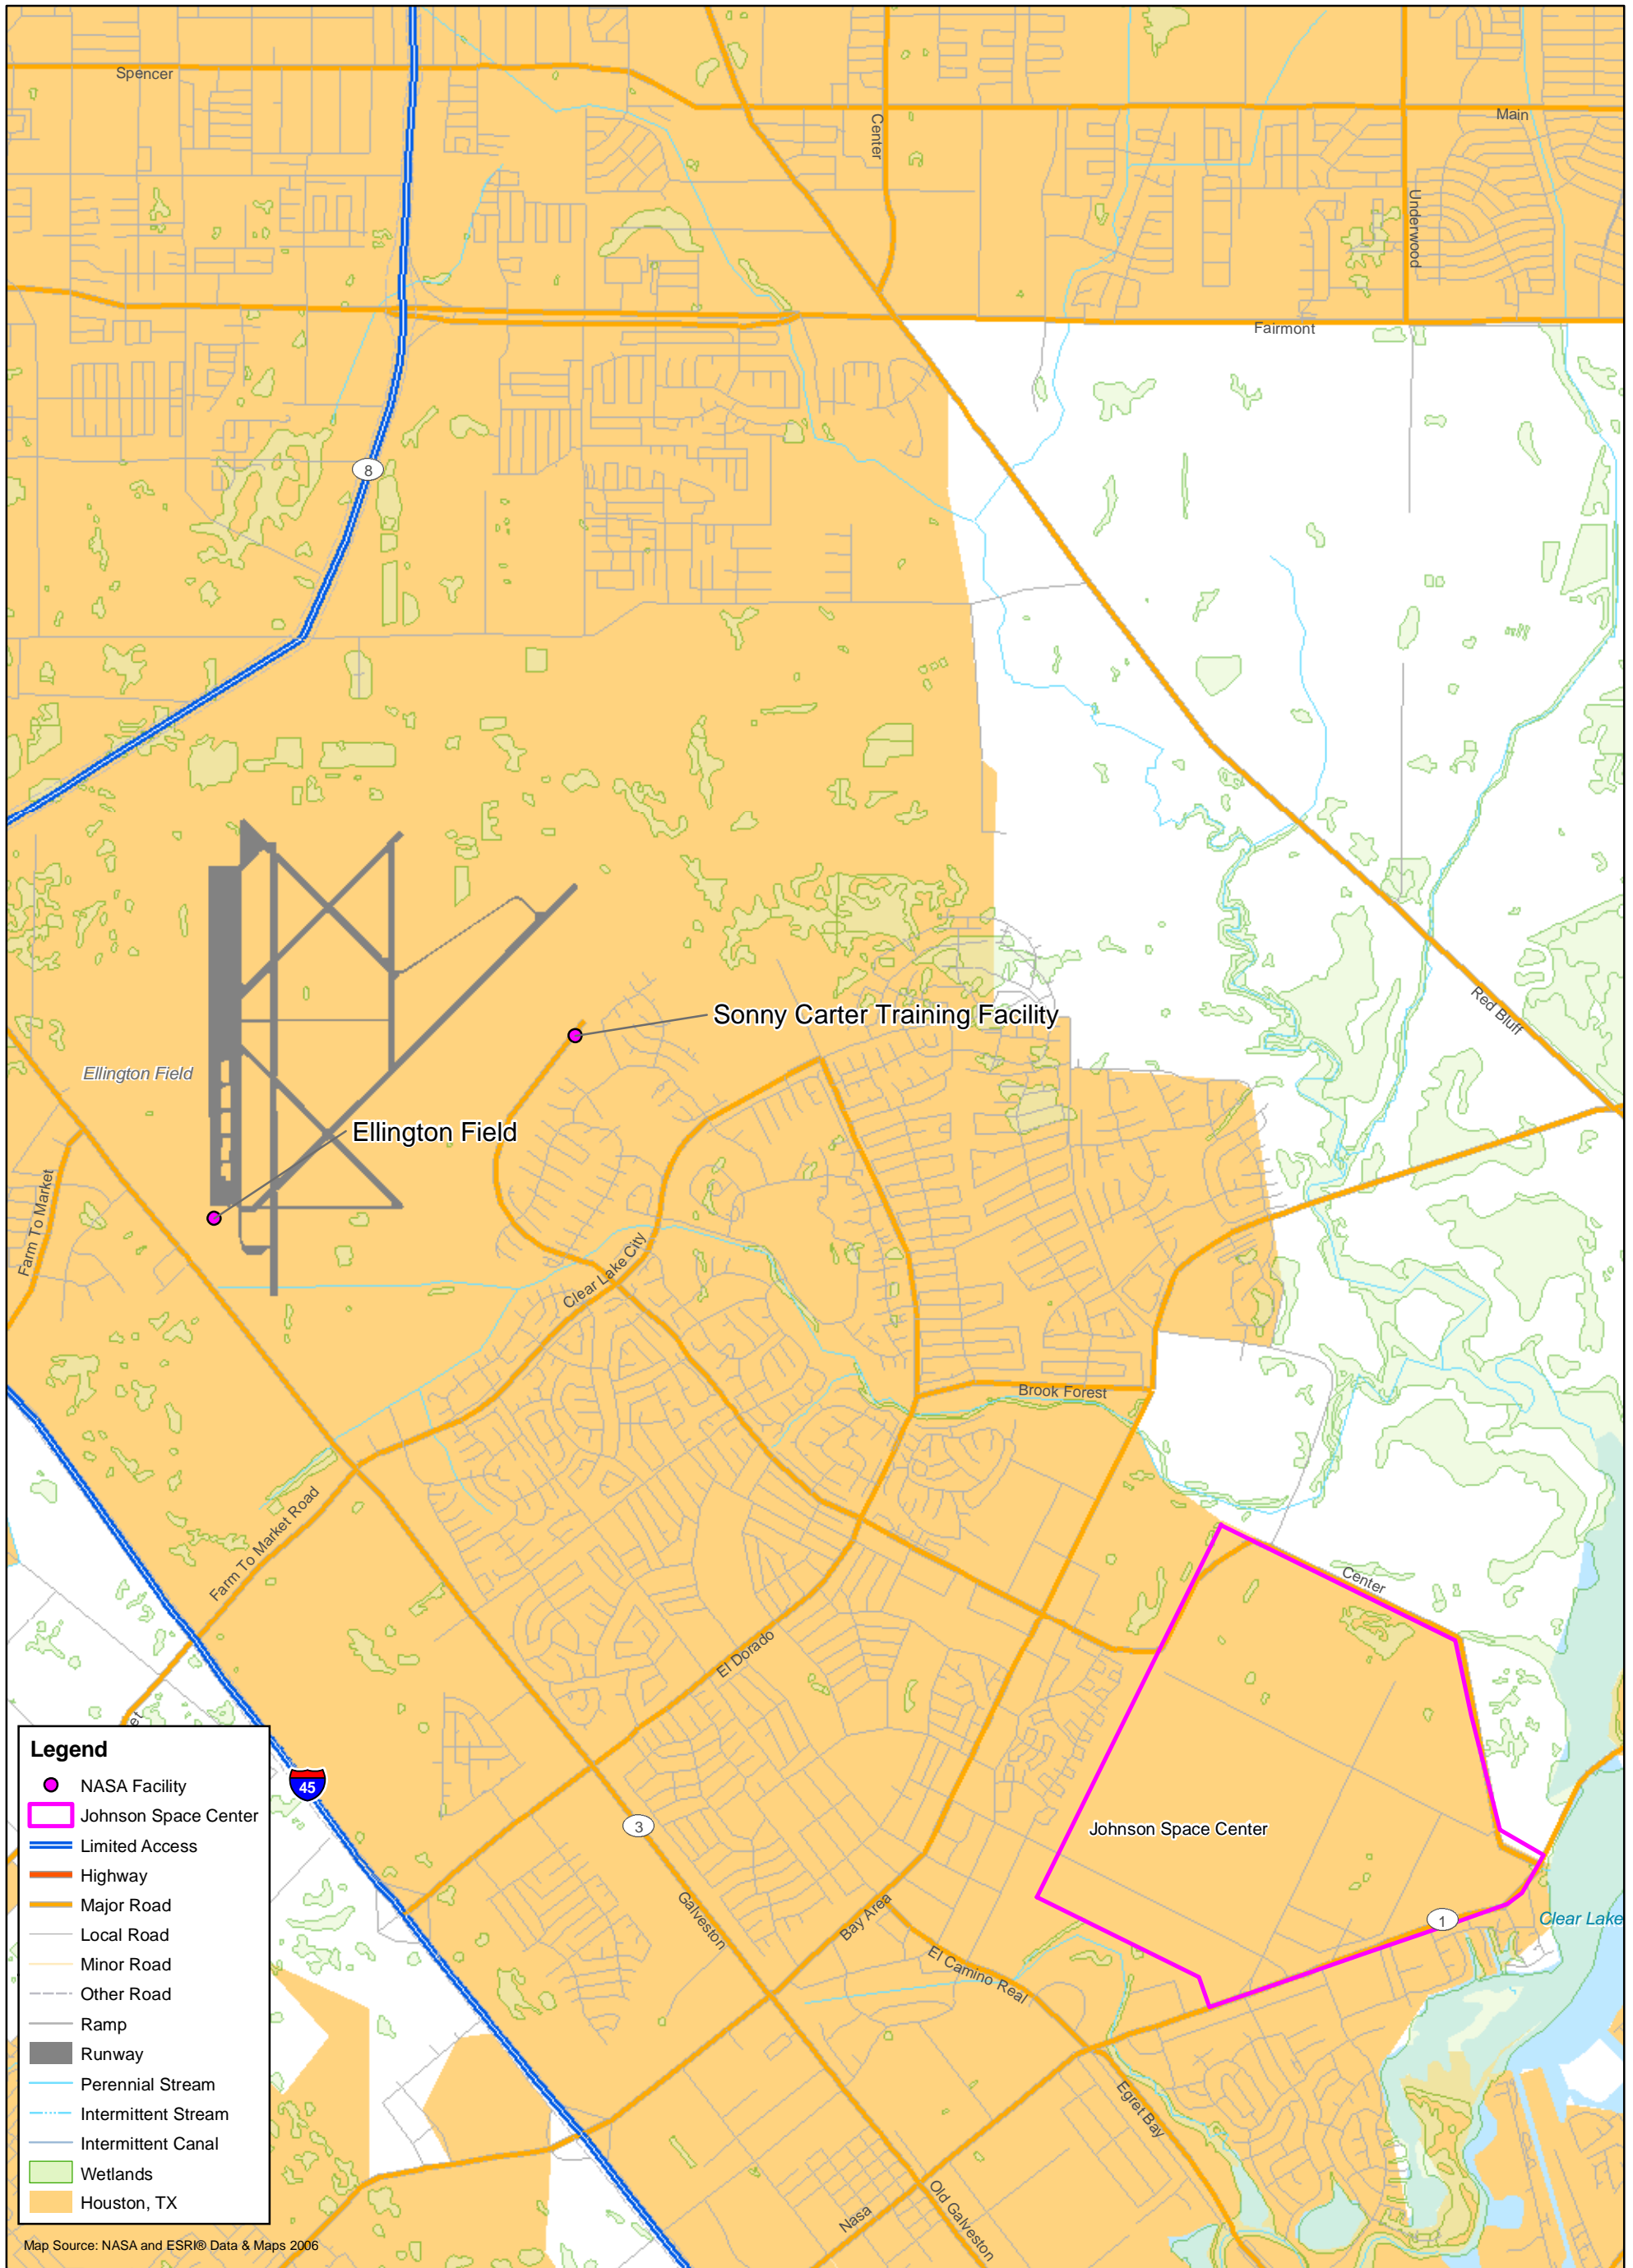 Spencer
Main
Center
Underwood
Fairmont
8
Red Bluff
Sonny Carter Training Facility
Ellington Field
Ellington Field
Farm To Market
Clear Lake City
Brook Forest
Farm To Market Road
Center
El Dorado
et
45
3
Johnson Space Center
Galveston
Bay Area
El Camino Real
1
Clear Lake
Egret Bay
Nasa
Old Galveston
Legend
NASA Facility
Johnson Space Center
Limited Access
Highway
Major Road
Local Road
Minor Road
Other Road
Ramp
Runway
Perennial Stream
Intermittent Stream
Intermittent Canal
Wetlands
Houston, TX
Map Source: NASA and ESRI® Data & Maps 2006